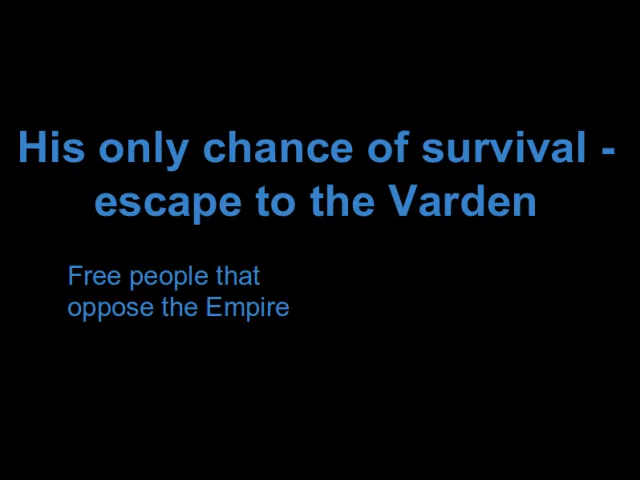 His only chance of survival -
escape to the Varden
Free people that
oppose the Empire